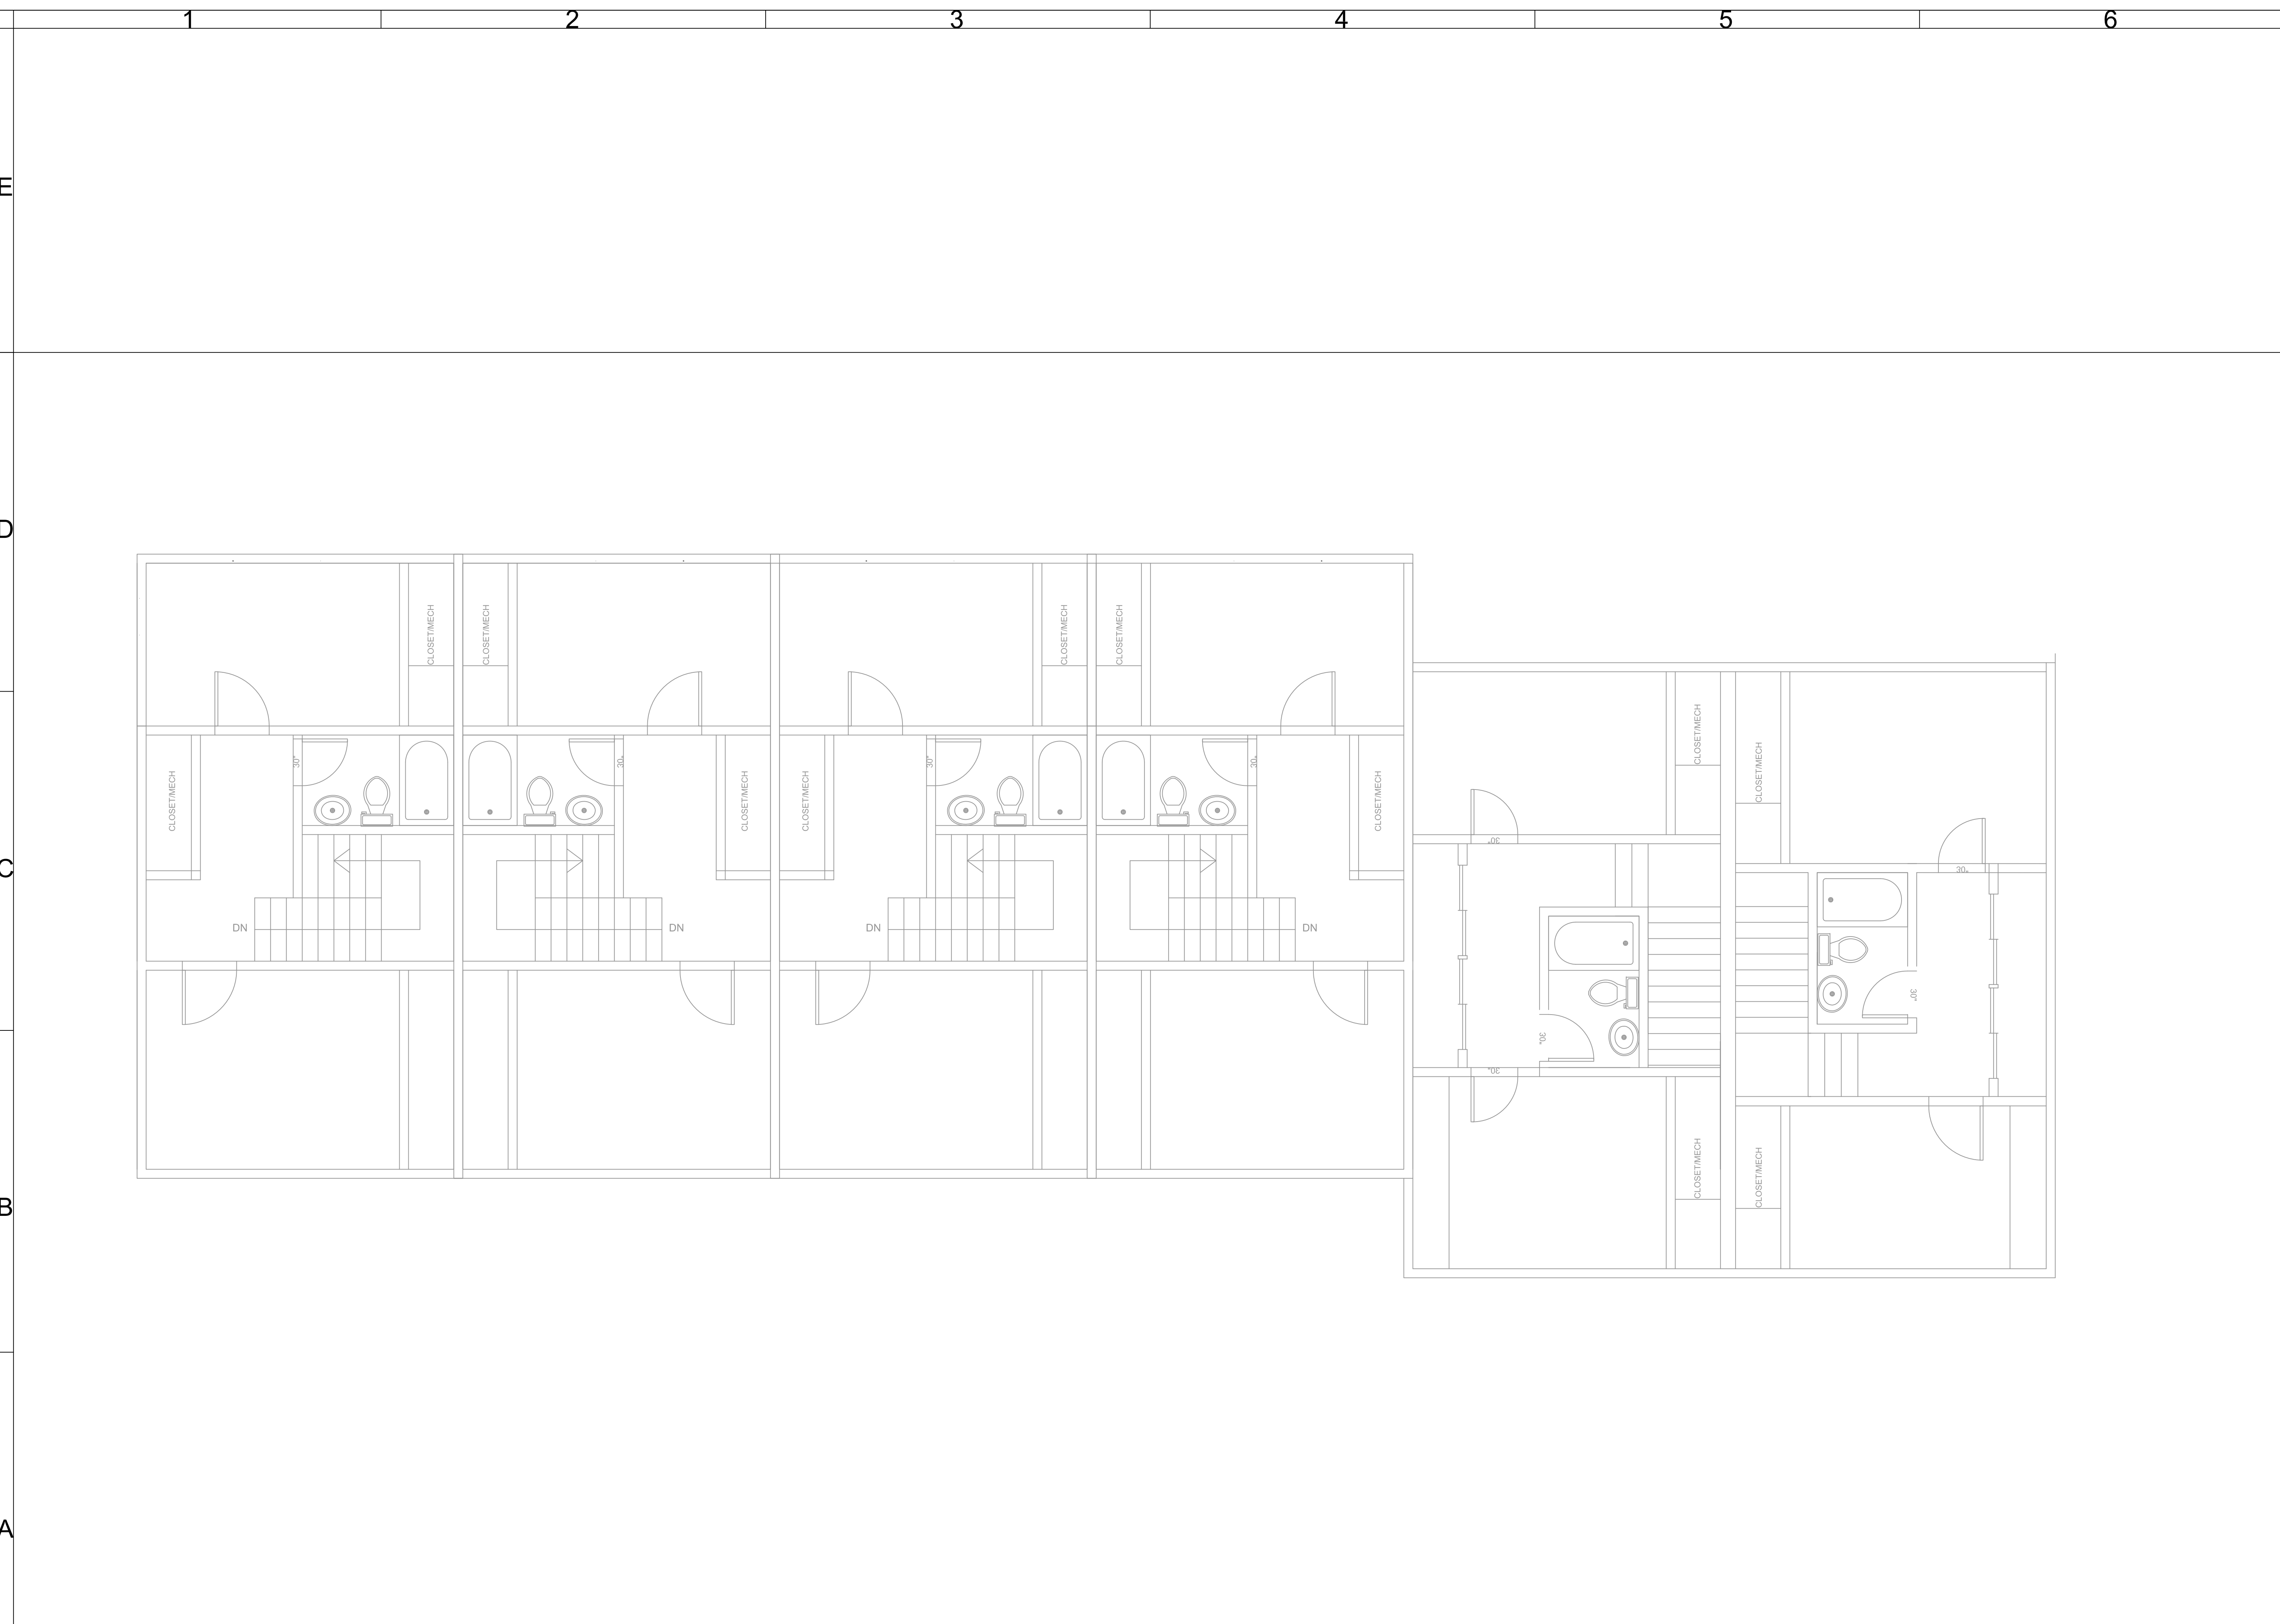 1 2 3 4 5 6
E
D
CLOSET/MECH CLOSET/MECH CLOSET/MECH CLOSET/MECH
CLOSET/MECH CLOSET/MECH
30" 30" 30" 30"
CLOSET/MECH CLOSET/MECH CLOSET/MECH CLOSET/MECH
30"
C
30"
DN DN DN DN
30"
30"
30"
CLOSET/MECH CLOSET/MECH
B
A